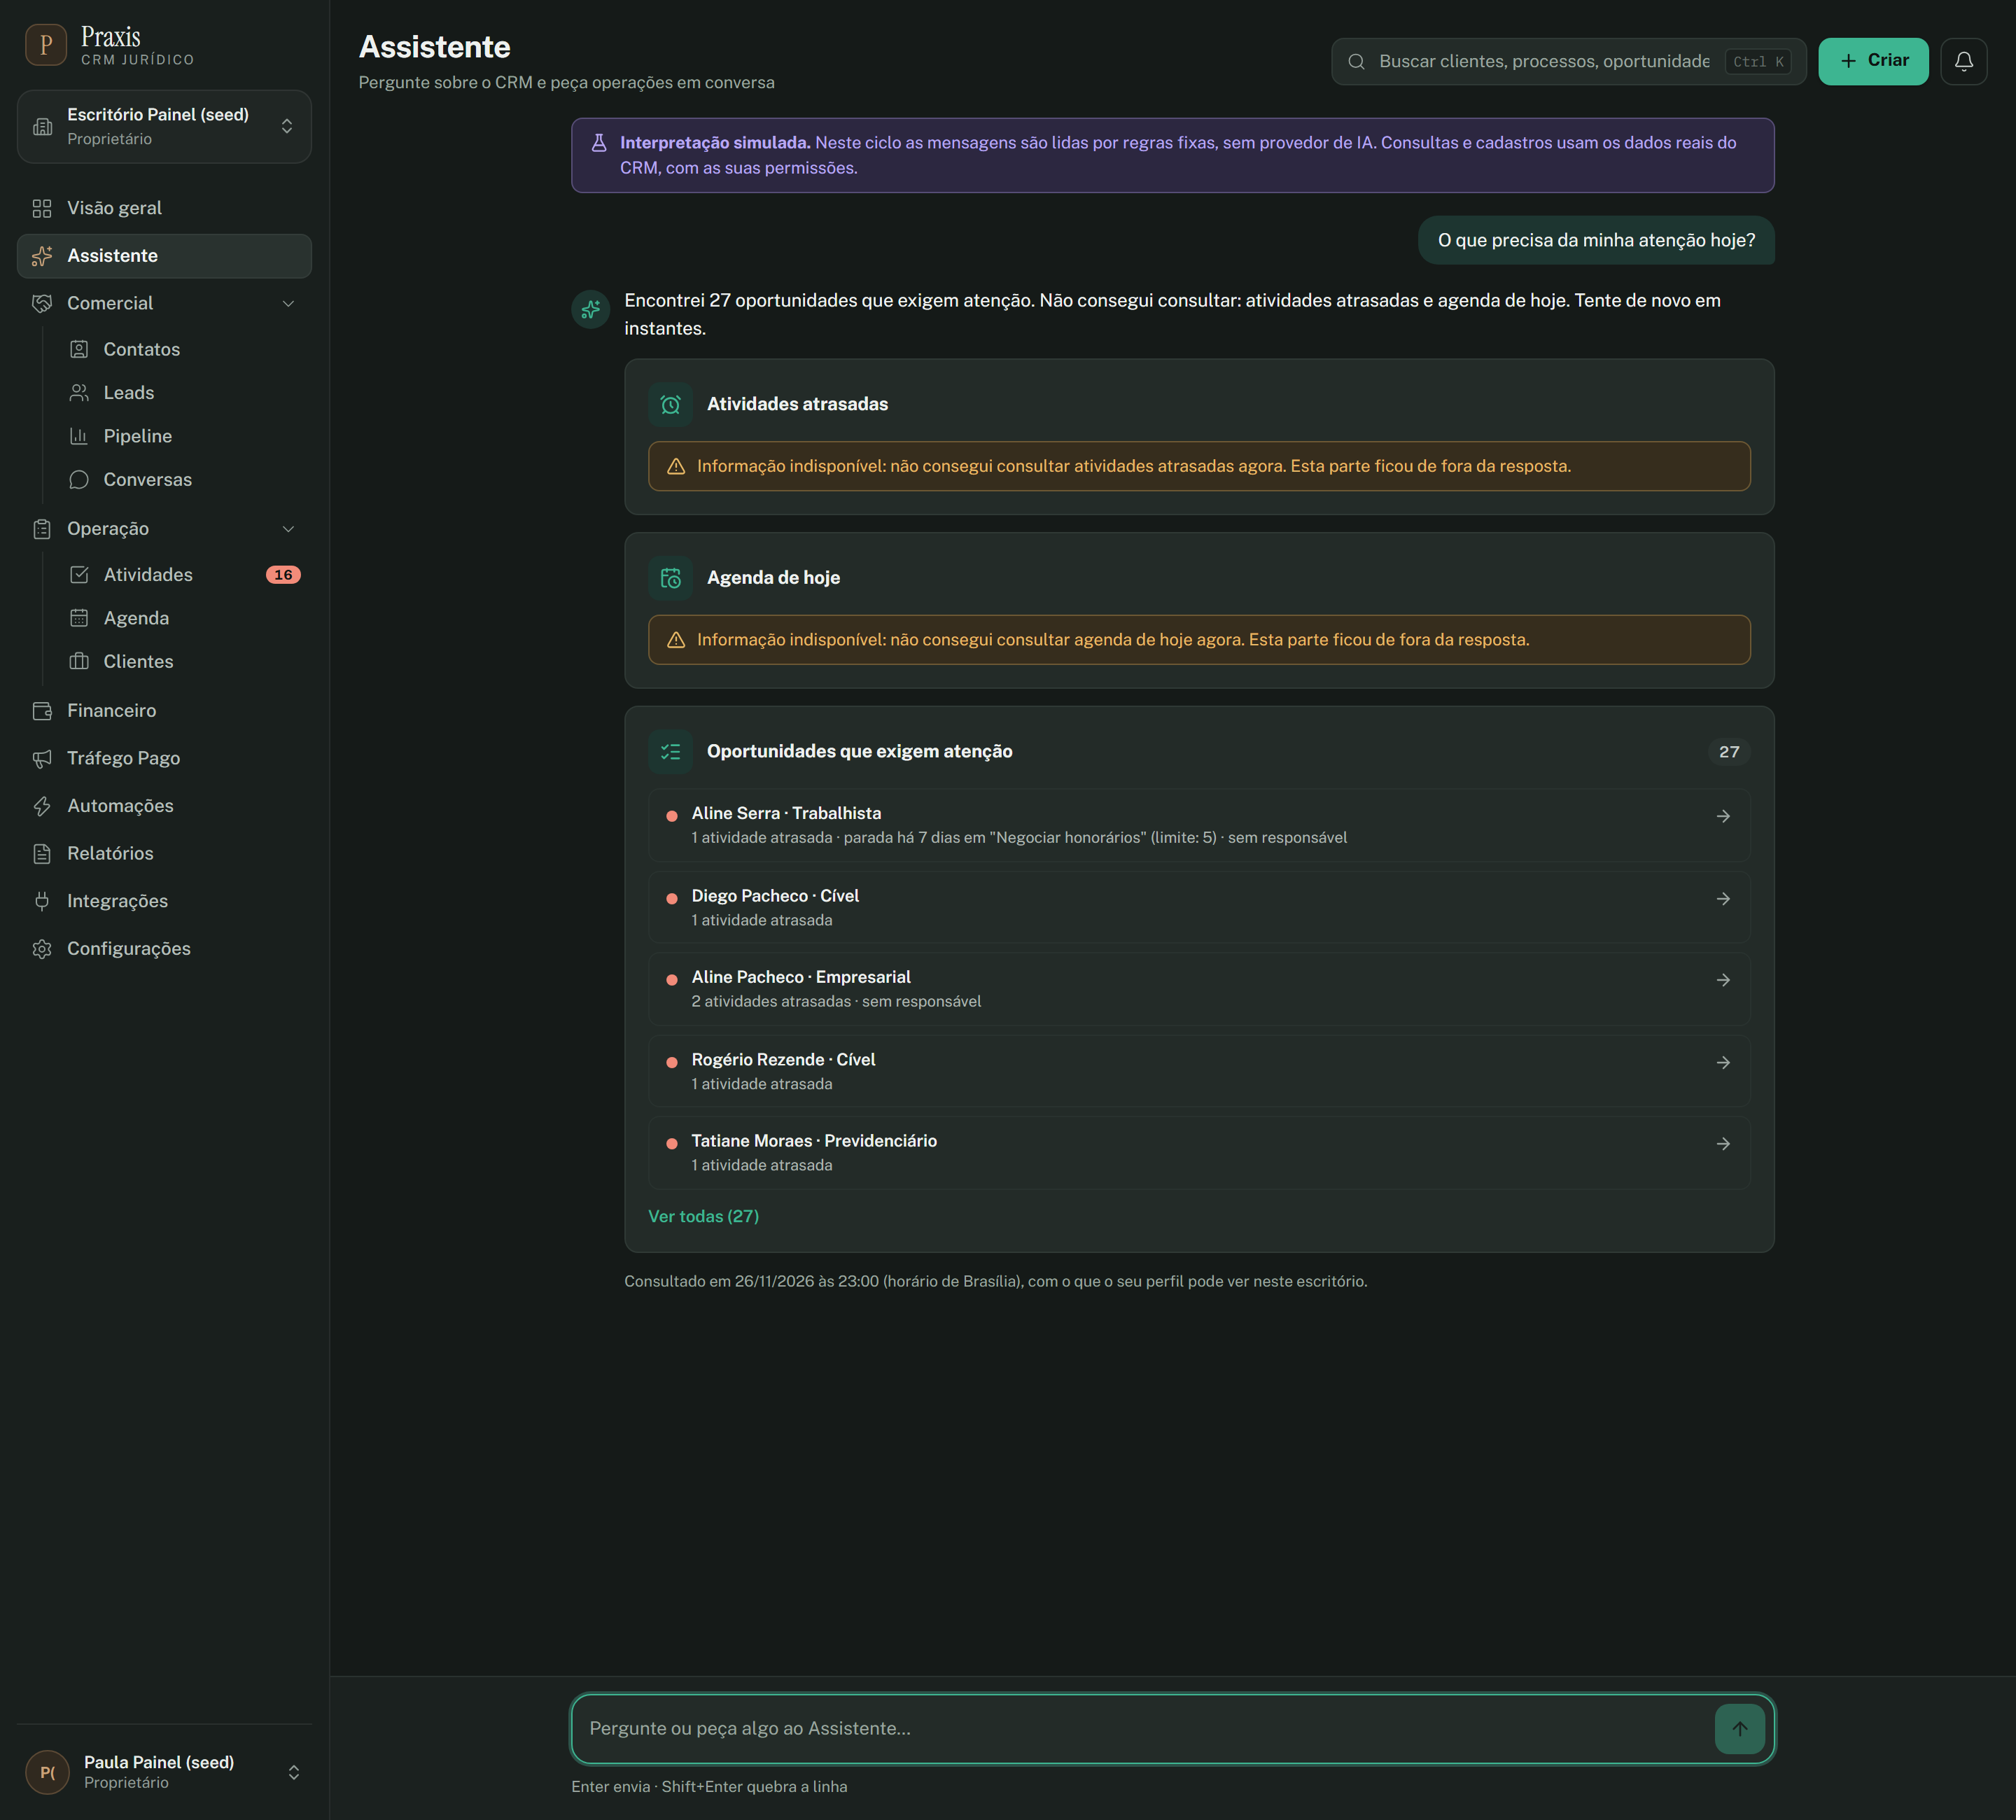 P
Praxis
CRM JURÍDICO
Escritório Painel (seed)
Proprietário
Visão geral
Assistente
Comercial
Contatos
Leads
Pipeline
Conversas
Operação
Atividades
16
Agenda
Clientes
Financeiro
Tráfego Pago
Automações
Relatórios
Integrações
Configurações
P(
Paula Painel (seed)
Proprietário
Assistente
Pergunte sobre o CRM e peça operações em conversa
Buscar clientes, processos, oportunidade
Ctrl K
Criar
Interpretação simulada. Neste ciclo as mensagens são lidas por regras fixas, sem provedor de IA. Consultas e cadastros usam os dados reais do
CRM, com as suas permissões.
O que precisa da minha atenção hoje?
Encontrei 27 oportunidades que exigem atenção. Não consegui consultar: atividades atrasadas e agenda de hoje. Tente de novo em
instantes.
Atividades atrasadas
Informação indisponível: não consegui consultar atividades atrasadas agora. Esta parte ficou de fora da resposta.
Agenda de hoje
Informação indisponível: não consegui consultar agenda de hoje agora. Esta parte ficou de fora da resposta.
Oportunidades que exigem atenção
27
Aline Serra · Trabalhista
1 atividade atrasada · parada há 7 dias em "Negociar honorários" (limite: 5) · sem responsável
Diego Pacheco · Cível
1 atividade atrasada
Aline Pacheco · Empresarial
2 atividades atrasadas · sem responsável
Rogério Rezende · Cível
1 atividade atrasada
Tatiane Moraes · Previdenciário
1 atividade atrasada
Ver todas (27)
Consultado em 26/11/2026 às 23:00 (horário de Brasília), com o que o seu perfil pode ver neste escritório.
Pergunte ou peça algo ao Assistente...
Enter envia · Shift+Enter quebra a linha